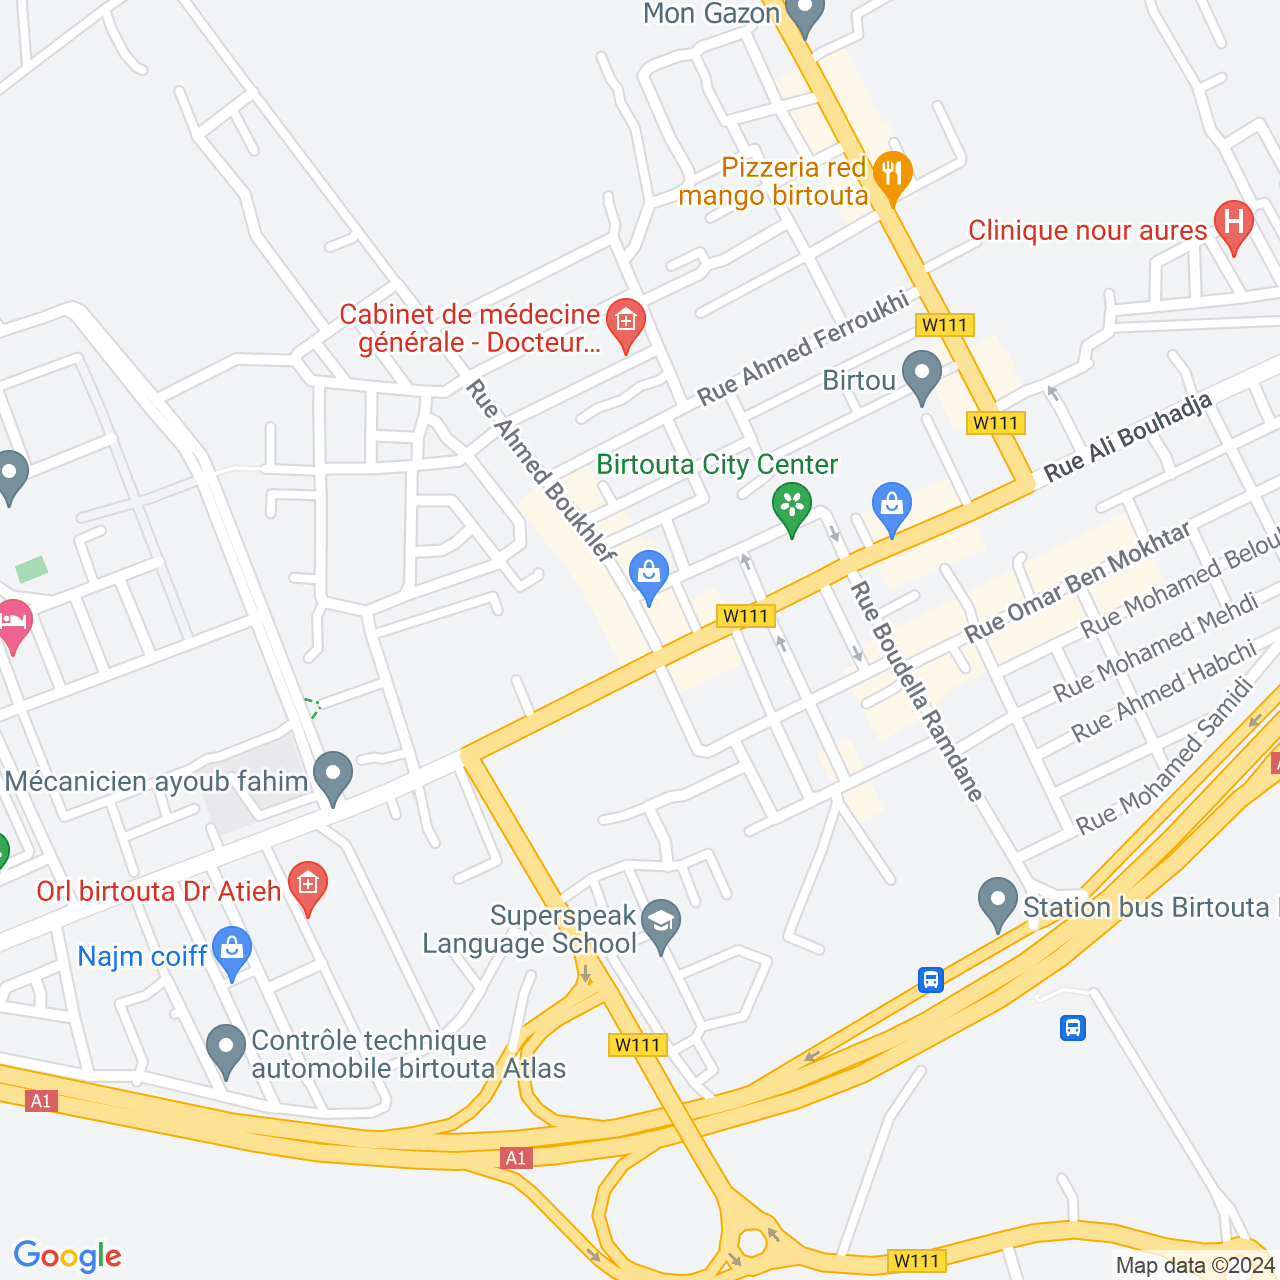 Mon Gazon
Pizzeria red
mango birtouta
Clinique nour aures
Cabinet de médecine
générale - Docteur...
Rue Ahmed Ferroukhi
W111
Birtou
Rue Ahmed Boukhlef
W111
Rue Ali Bouhadja
Birtouta City Center
Rue Omar Ben Mokhtar
Rue Mohamed Belou
W111
Rue Boudella Ramdane
Rue Mohamed Mehdi
Rue Ahmed Habchi
Rue Mohamed Samidi
Mécanicien ayoub fahim
Orl birtouta Dr Atieh
Superspeak
Language School
Station bus Birtouta
Najm coiff
Contrôle technique
automobile birtouta Atlas
W111
A1
A1
W111
Google
Map data ©2024